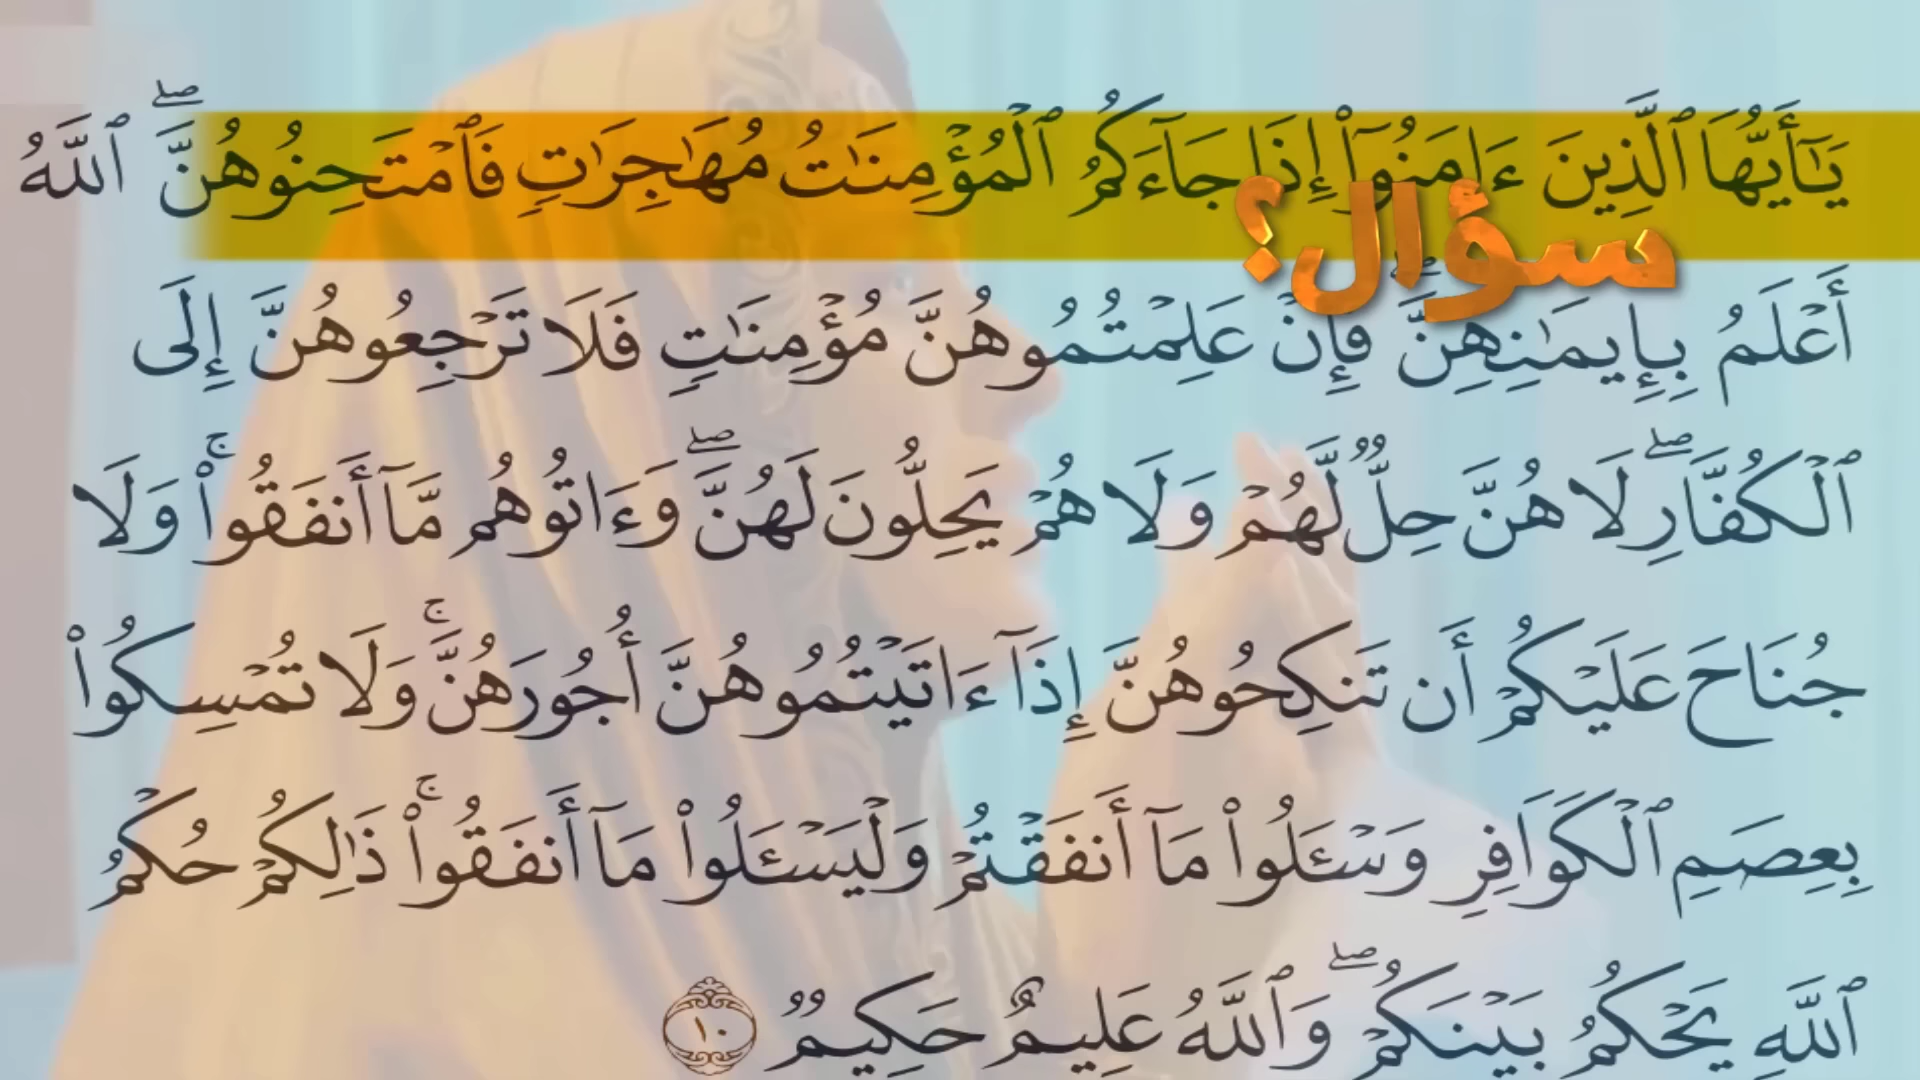 يَـٰٓأَيُّهَا ٱلَّذِينَ ءَامَنُوٓا۟ إِذَا جَآءَكُمُ ٱلْمُؤْمِنَـٰتُ مُهَـٰجِرَٰتٍ فَٱمْتَحِنُوهُنَّ ۖ ٱللَّهُ
سؤال؟
أَعْلَمُ بِإِيمَـٰنِهِنَّ ۖ فَإِنْ عَلِمْتُمُوهُنَّ مُؤْمِنَـٰتٍ فَلَا تَرْجِعُوهُنَّ إِلَى
ٱلْكُفَّارِ ۖ لَا هُنَّ حِلٌّ لَّهُمْ وَلَا هُمْ يَحِلُّونَ لَهُنَّ ۖ وَءَاتُوهُم مَّآ أَنفَقُوا۟ ۚ وَلَا
جُنَاحَ عَلَيْكُمْ أَن تَنكِحُوهُنَّ إِذَآ ءَاتَيْتُمُوهُنَّ أُجُورَهُنَّ ۚ وَلَا تُمْسِكُوا۟
بِعِصَمِ ٱلْكَوَافِرِ وَسْـَٔلُوا۟ مَآ أَنفَقْتُمْ وَلْيَسْـَٔلُوا۟ مَآ أَنفَقُوا۟ ۚ ذَٰلِكُمْ حُكْمُ
ٱللَّهِ يَحْكُمُ بَيْنَكُمْ ۖ وَٱللَّهُ عَلِيمٌ حَكِيمٌ ١٠